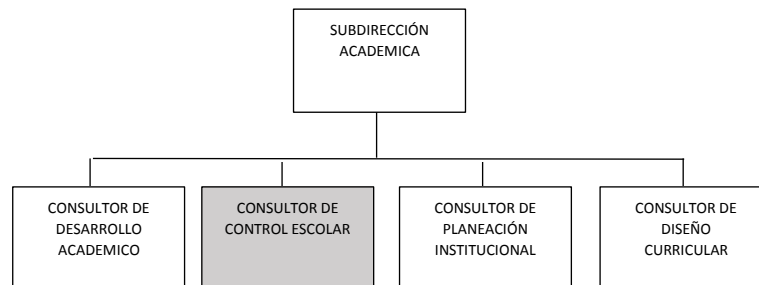 SUBDIRECCIÓN
ACADEMICA
CONSULTOR DE
DESARROLLO
ACADEMICO
CONSULTOR DE
CONTROL ESCOLAR
CONSULTOR DE
PLANEACIÓN
INSTITUCIONAL
CONSULTOR DE
DISEÑO
CURRICULAR